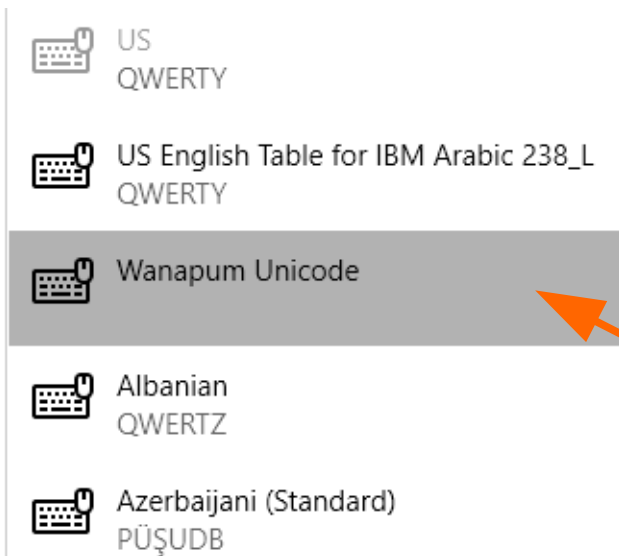 US
QWERTY
US English Table for IBM Arabic 238_L
QWERTY
Wanapum Unicode
Albanian
QWERTZ
Azerbaijani (Standard)
PÜŞUDB